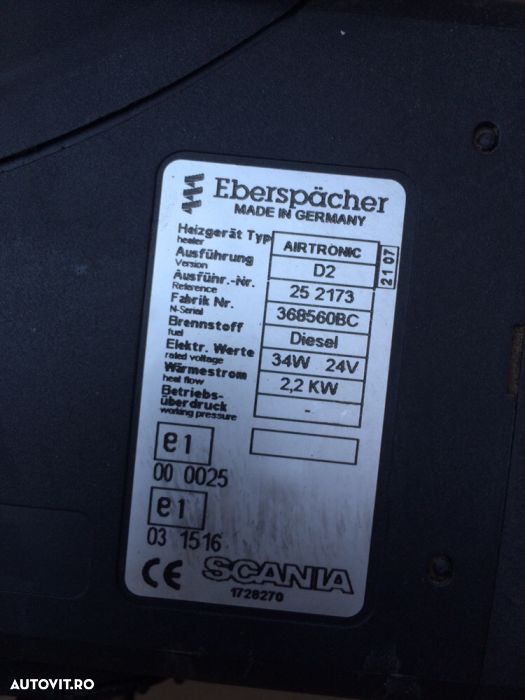 Eberspächer
MADE IN GERMANY
Heizgerät Typ AIRTRONIC
heater
21 07
Ausführung D2
Version
Ausführ.-Nr. 25 2173
Reference
Fabrik Nr. 368560BC
N-Serial
Brennstoff Diesel
fuel
Elektr. Werte 34W 24V
rated voltage
Wärmestrom 2,2 KW
heat flow
Betriebs- -
überdruck
working pressure
e1
00 0025
e1
03 1516
CE SCANIA
1728270
AUTOVIT.RO